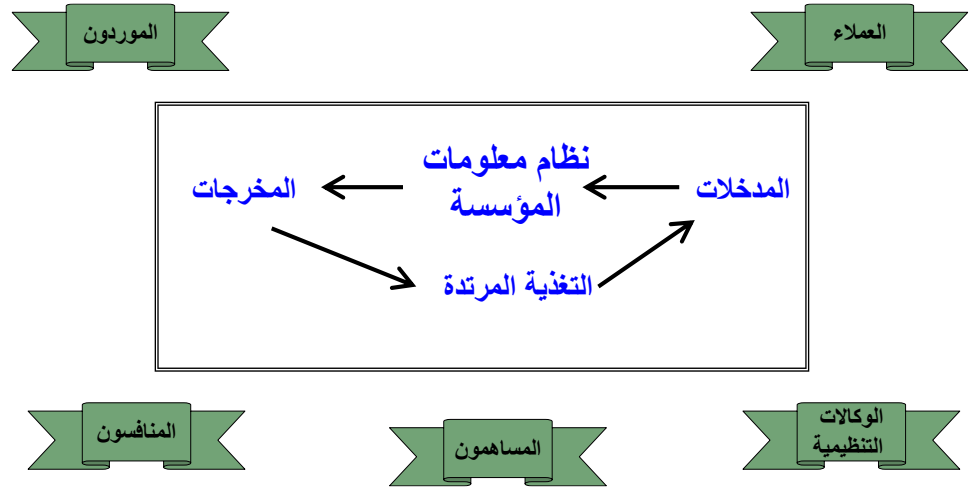 العملاء
الموردون
نظام معلومات
المؤسسة
المدخلات
المخرجات
التغذية المرتدة
الوكالات
التنظيمية
المساهمون
المنافسون